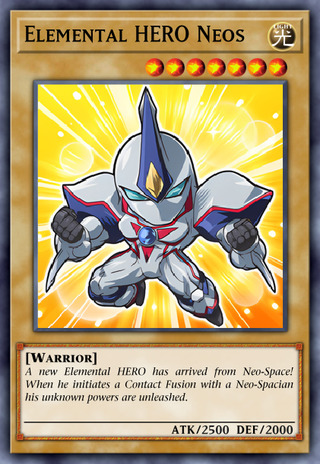 Elemental HERO Neos
LIGHT
光
[Warrior]
A new Elemental HERO has arrived from Neo-Space!
When he initiates a Contact Fusion with a Neo-Spacian
his unknown powers are unleashed.
ATK/2500 DEF/2000